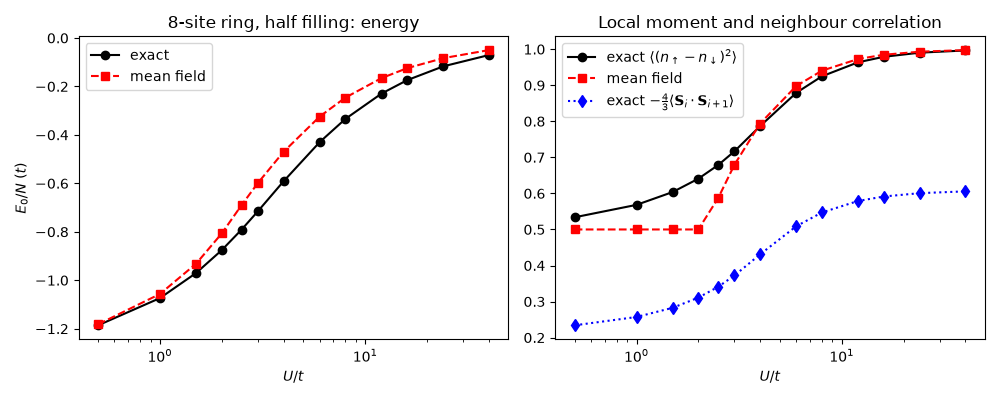 8-site ring, half filling: energy
0.0
−0.2
−0.4
−0.6
−0.8
−1.0
−1.2
E₀/N (t)
exact
mean field
10⁰
10¹
U/t
Local moment and neighbour correlation
1.0
0.9
0.8
0.7
0.6
0.5
0.4
0.3
0.2
exact ⟨(n↑ − n↓)²⟩
mean field
exact −4/3⟨Sᵢ · Sᵢ₊₁⟩
10⁰
10¹
U/t